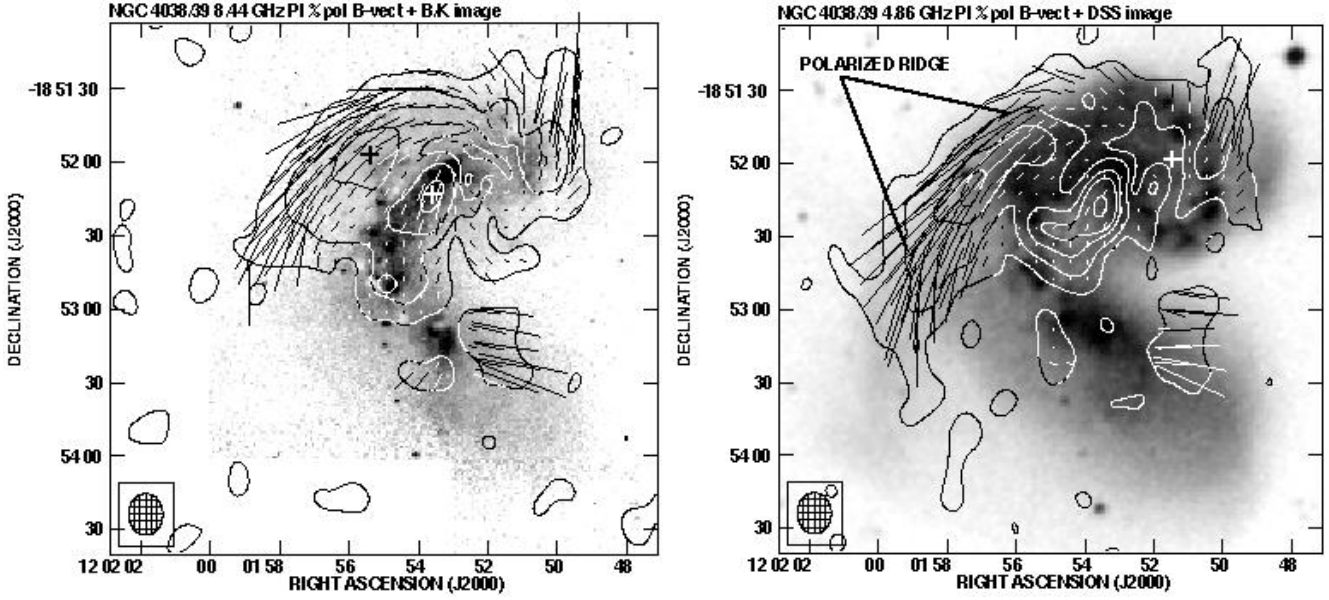 NGC 4038/39 8.44 GHz PI % pol B-vect + B/K image
DECLINATION (J2000)
-18 51 30
52 00
30
53 00
30
54 00
30
12 02 02 00 01 58 56 54 52 50 48
RIGHT ASCENSION (J2000)
NGC 4038/39 4.86 GHz PI % pol B-vect + DSS image
POLARIZED RIDGE
DECLINATION (J2000)
-18 51 30
52 00
30
53 00
30
54 00
30
12 02 02 00 01 58 56 54 52 50 48
RIGHT ASCENSION (J2000)